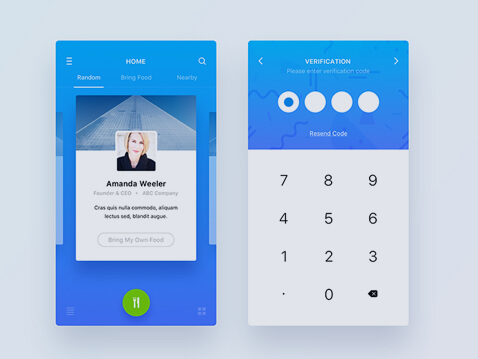 HOME
Random Bring Food Nearby
Amanda Weeler
Founder & CEO • ABC Company
Cras quis nulla commodo, aliquam
lectus sed, blandit augue.
Bring My Own Food
VERIFICATION
Please enter verification code
Resend Code
7 8 9
4 5 6
1 2 3
. 0